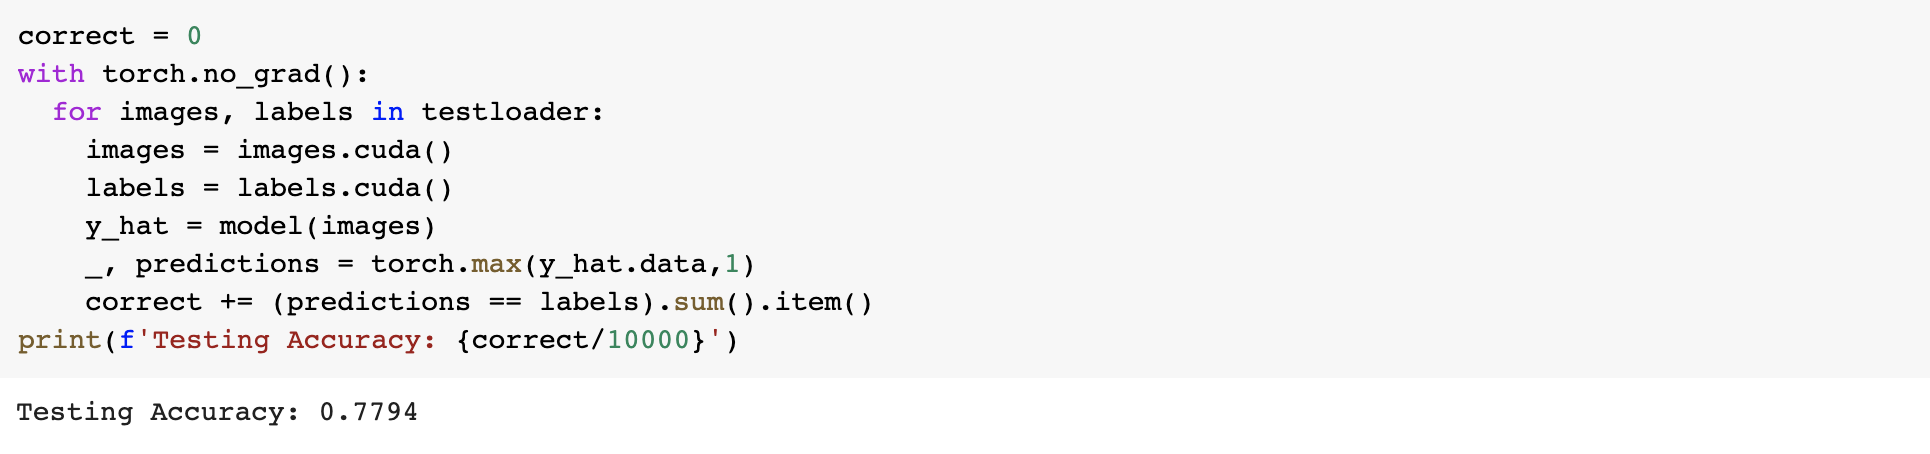 correct = 0
with torch.no_grad():
  for images, labels in testloader:
    images = images.cuda()
    labels = labels.cuda()
    y_hat = model(images)
    _, predictions = torch.max(y_hat.data,1)
    correct += (predictions == labels).sum().item()
print(f'Testing Accuracy: {correct/10000}')
Testing Accuracy: 0.7794